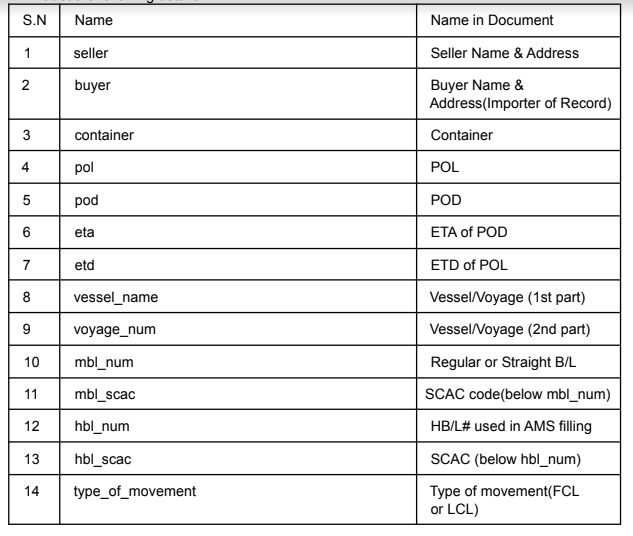 S.N Name Name in Document
1 seller Seller Name & Address
2 buyer Buyer Name &
Address(Importer of Record)
3 container Container
4 pol POL
5 pod POD
6 eta ETA of POD
7 etd ETD of POL
8 vessel_name Vessel/Voyage (1st part)
9 voyage_num Vessel/Voyage (2nd part)
10 mbl_num Regular or Straight B/L
11 mbl_scac SCAC code(below mbl_num)
12 hbl_num HB/L# used in AMS filling
13 hbl_scac SCAC (below hbl_num)
14 type_of_movement Type of movement(FCL
or LCL)